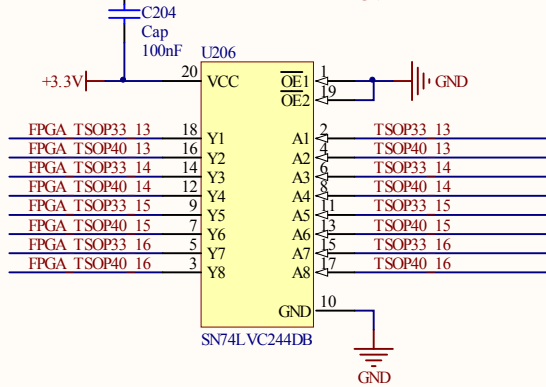 C204
Cap
100nF
U206
+3.3V
20 VCC OE1 1
GND
OE2 19
FPGA_TSOP33_13 18 Y1 A1 2 TSOP33_13
FPGA_TSOP40_13 16 Y2 A2 4 TSOP40_13
FPGA_TSOP33_14 14 Y3 A3 6 TSOP33_14
FPGA_TSOP40_14 12 Y4 A4 8 TSOP40_14
FPGA_TSOP33_15 9 Y5 A5 11 TSOP33_15
FPGA_TSOP40_15 7 Y6 A6 13 TSOP40_15
FPGA_TSOP33_16 5 Y7 A7 15 TSOP33_16
FPGA_TSOP40_16 3 Y8 A8 17 TSOP40_16
GND 10
SN74LVC244DB
GND